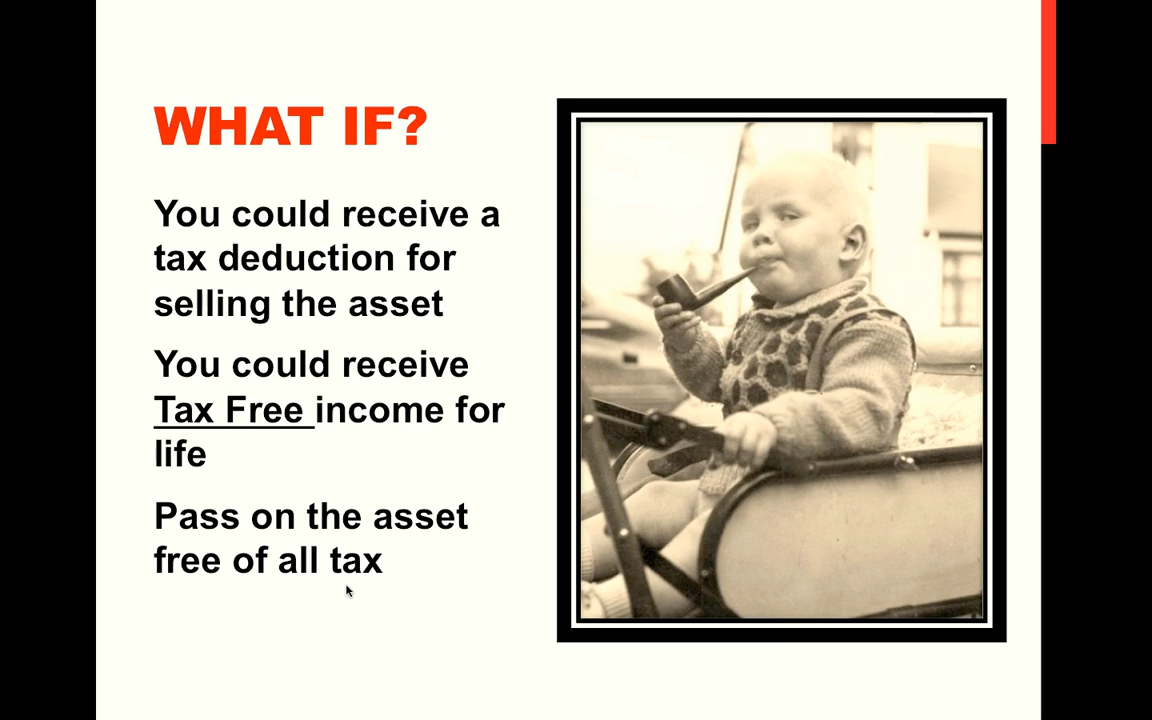 WHAT IF?
You could receive a
tax deduction for
selling the asset
You could receive
Tax Free income for
life
Pass on the asset
free of all tax